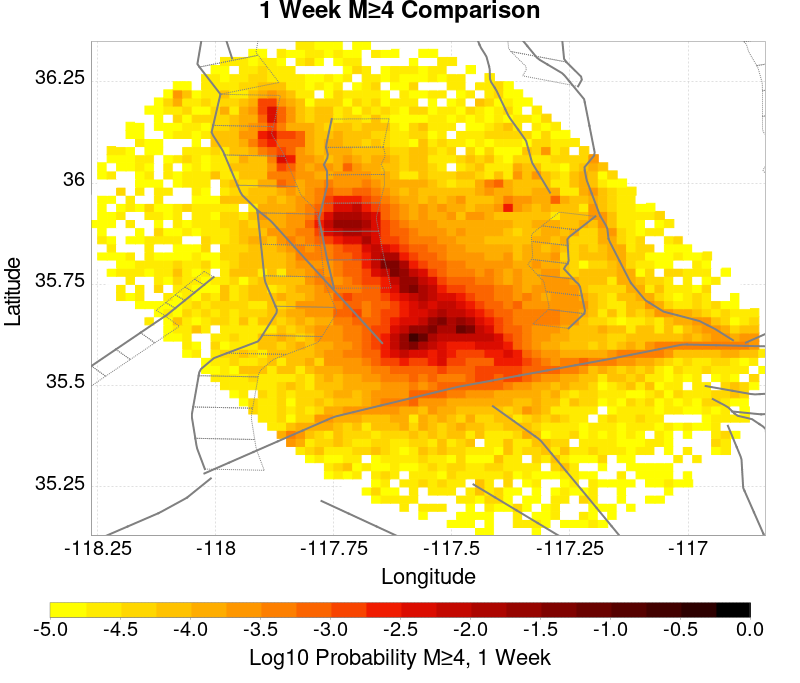 1 Week M≥4 Comparison
36.25
36
35.75
35.5
35.25
Latitude
-118.25 -118 -117.75 -117.5 -117.25 -117
Longitude
-5.0 -4.5 -4.0 -3.5 -3.0 -2.5 -2.0 -1.5 -1.0 -0.5 0.0
Log10 Probability M≥4, 1 Week